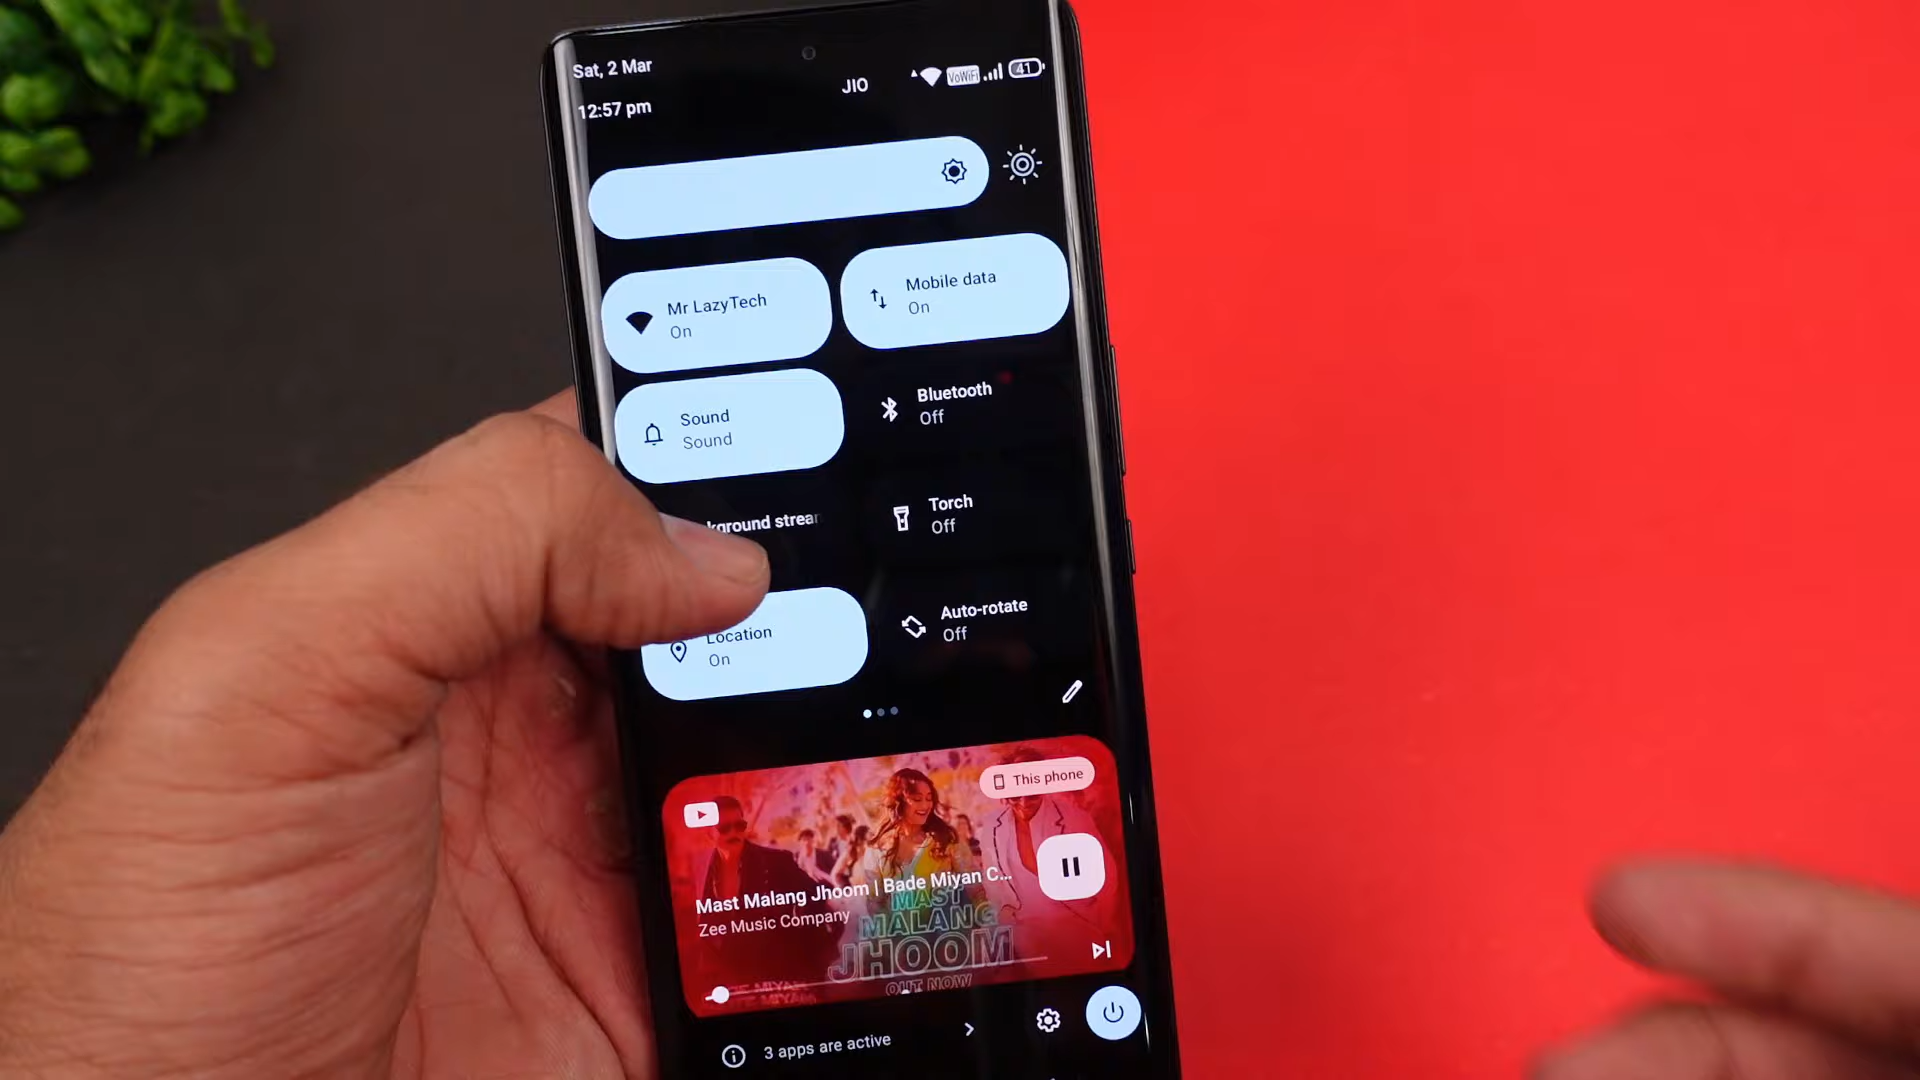 Sat, 2 Mar
12:57 pm
JIO
VoWiFi
41
Mr LazyTech
On
Mobile data
On
Sound
Sound
Bluetooth
Off
kground strea
Torch
Off
Location
On
Auto-rotate
Off
This phone
Mast Malang Jhoom | Bade Miyan C...
Zee Music Company
MAST
MALANG
JHOOM
OUT NOW
3 apps are active